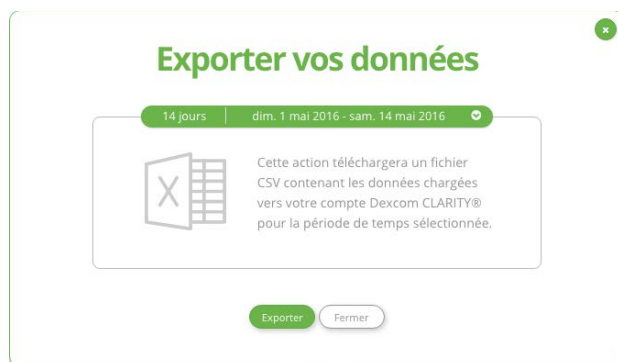 Exporter vos données
14 jours dim. 1 mai 2016 - sam. 14 mai 2016
Cette action téléchargera un fichier
CSV contenant les données chargées
vers votre compte Dexcom CLARITY®
pour la période de temps sélectionnée.
Exporter Fermer